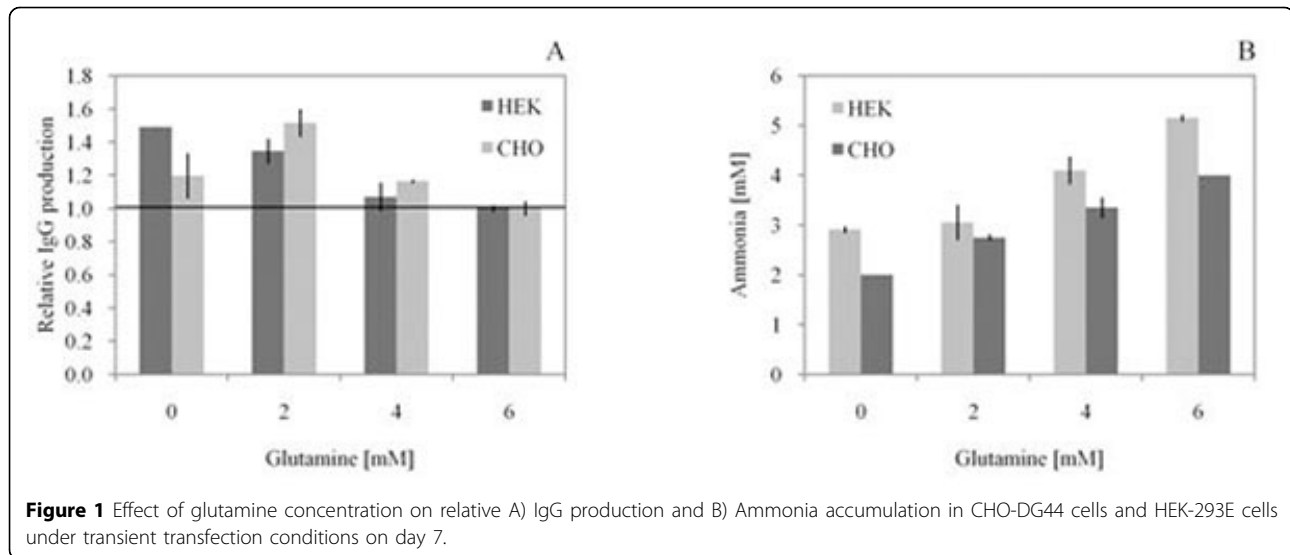 A
Relative IgG production
1.8
1.6
1.4
1.2
1.0
0.8
0.6
0.4
0.2
0.0
HEK
CHO
0 2 4 6
Glutamine [mM]
B
Ammonia [mM]
6
5
4
3
2
1
0
HEK
CHO
0 2 4 6
Glutamine [mM]
Figure 1 Effect of glutamine concentration on relative A) IgG production and B) Ammonia accumulation in CHO-DG44 cells and HEK-293E cells
under transient transfection conditions on day 7.